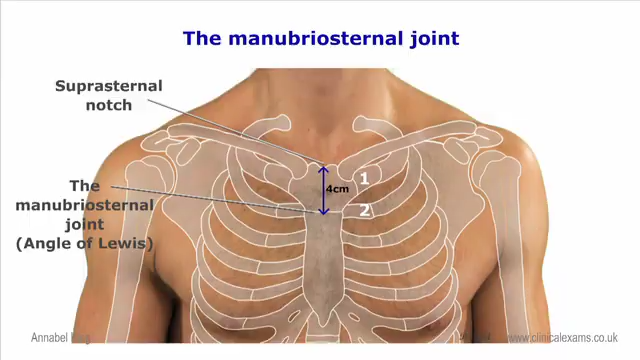 The manubriosternal joint
Suprasternal
notch
The
manubriosternal
joint
(Angle of Lewis)
1
4cm
2
Annabel
www.clinicalexams.co.uk